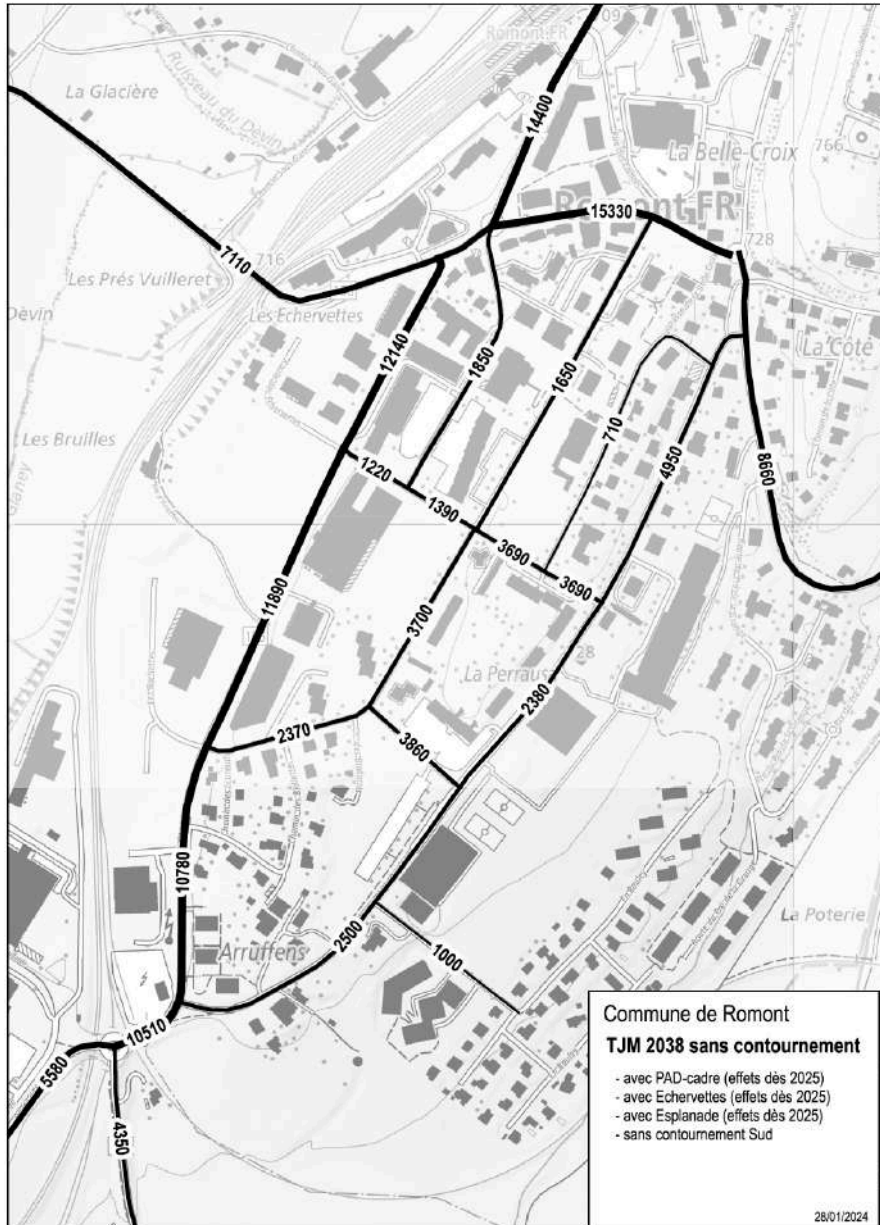 Romont FR
709
La Glacière
Ruisseau du Dévin
14400
La Belle-Croix
766
Romont FR
15330
728
7110
716
Les Prés Vuilleret
Dévin
Les Echervettes
La Côté
12140
1850
1650
710
Les Bruilles
4950
8660
1220
1390
3690
3690
11890
3700
La Perrausa
728
2380
2370
3860
10780
La Poterie
2500
Arruffens
1000
10510
5580
4350
Commune de Romont
TJM 2038 sans contournement
- avec PAD-cadre (effets dès 2025)
- avec Echervettes (effets dès 2025)
- avec Esplanade (effets dès 2025)
- sans contournement Sud
28/01/2024